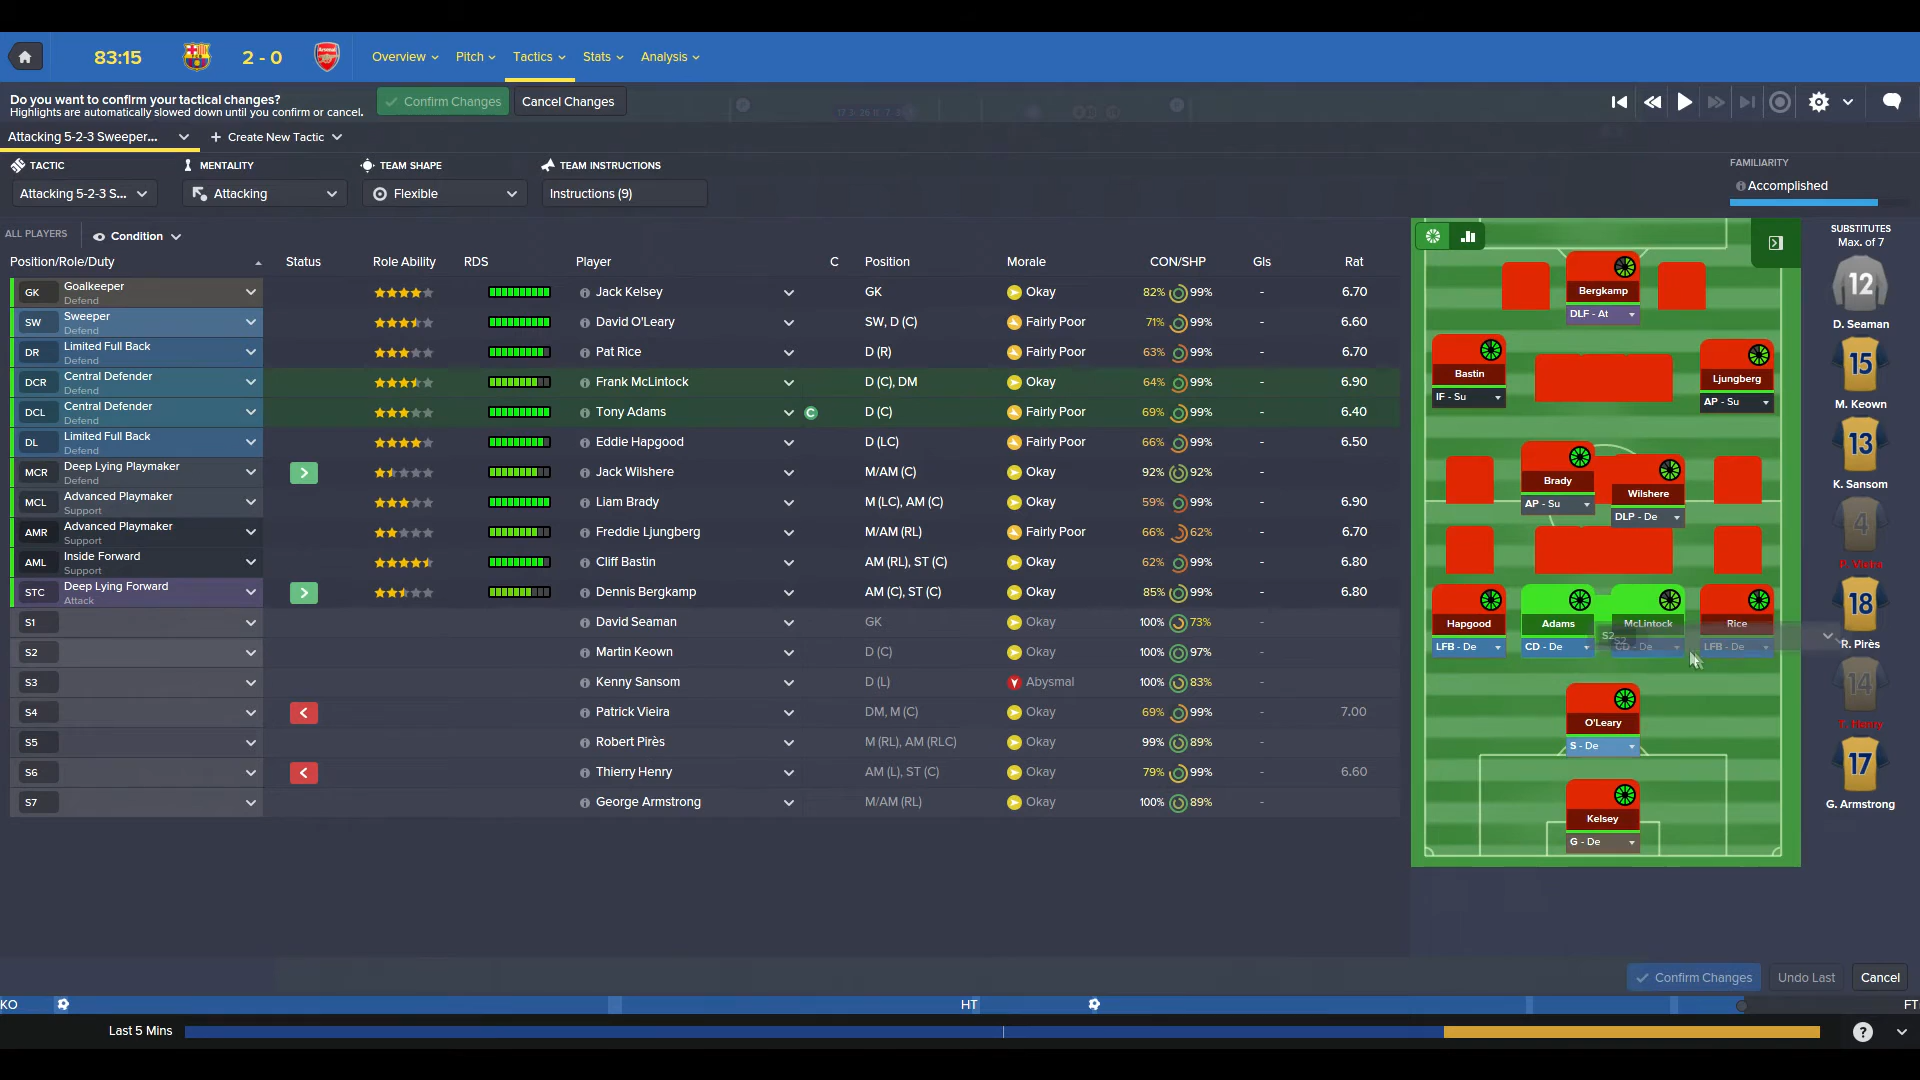 83:15 2 - 0 Overview Pitch Tactics Stats Analysis
Do you want to confirm your tactical changes?
Highlights are automatically slowed down until you confirm or cancel.
Confirm Changes Cancel Changes
Attacking 5-2-3 Sweeper... Create New Tactic
TACTIC MENTALITY TEAM SHAPE TEAM INSTRUCTIONS
Attacking 5-2-3 S... Attacking Flexible Instructions (9)
FAMILIARITY
Accomplished
ALL PLAYERS Condition
Position/Role/Duty Status Role Ability RDS Player C Position Morale CON/SHP Gls Rat
GK Goalkeeper Defend Jack Kelsey GK Okay 82% 99% - 6.70
SW Sweeper Defend David O'Leary SW, D (C) Fairly Poor 71% 99% - 6.60
DR Limited Full Back Defend Pat Rice D (R) Fairly Poor 63% 99% - 6.70
DCR Central Defender Defend Frank McLintock D (C), DM Okay 64% 99% - 6.90
DCL Central Defender Defend Tony Adams C D (C) Fairly Poor 69% 99% - 6.40
DL Limited Full Back Defend Eddie Hapgood D (LC) Fairly Poor 66% 99% - 6.50
MCR Deep Lying Playmaker Defend Jack Wilshere M/AM (C) Okay 92% 92% -
MCL Advanced Playmaker Support Liam Brady M (LC), AM (C) Okay 59% 99% - 6.90
AMR Advanced Playmaker Support Freddie Ljungberg M/AM (RL) Fairly Poor 66% 62% - 6.70
AML Inside Forward Support Cliff Bastin AM (RL), ST (C) Okay 62% 99% - 6.80
STC Deep Lying Forward Attack Dennis Bergkamp AM (C), ST (C) Okay 85% 99% - 6.80
S1 David Seaman GK Okay 100% 73% -
S2 Martin Keown D (C) Okay 100% 97% -
S3 Kenny Sansom D (L) Abysmal 100% 83% -
S4 Patrick Vieira DM, M (C) Okay 69% 99% - 7.00
S5 Robert Pirès M (RL), AM (RLC) Okay 99% 89% -
S6 Thierry Henry AM (L), ST (C) Okay 79% 99% - 6.60
S7 George Armstrong M/AM (RL) Okay 100% 89% -
Bergkamp
DLF - At
Bastin
IF - Su
Ljungberg
AP - Su
Brady
AP - Su
Wilshere
DLP - De
Hapgood Adams McLintock Rice
S2 S2
LFB - De CD - De CD - De LFB - De
O'Leary
S - De
Kelsey
G - De
SUBSTITUTES
Max. of 7
12
D. Seaman
15
M. Keown
13
K. Sansom
4
P. Vieira
18
R. Pirès
14
T. Henry
17
G. Armstrong
Confirm Changes Undo Last Cancel
KO HT FT
Last 5 Mins ?